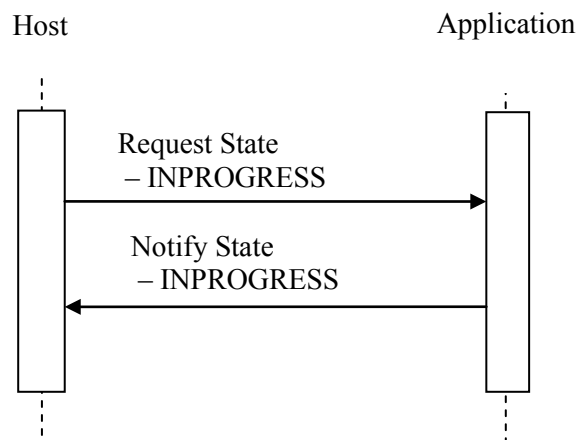 Host
Application
Request State
– INPROGRESS
Notify State
– INPROGRESS